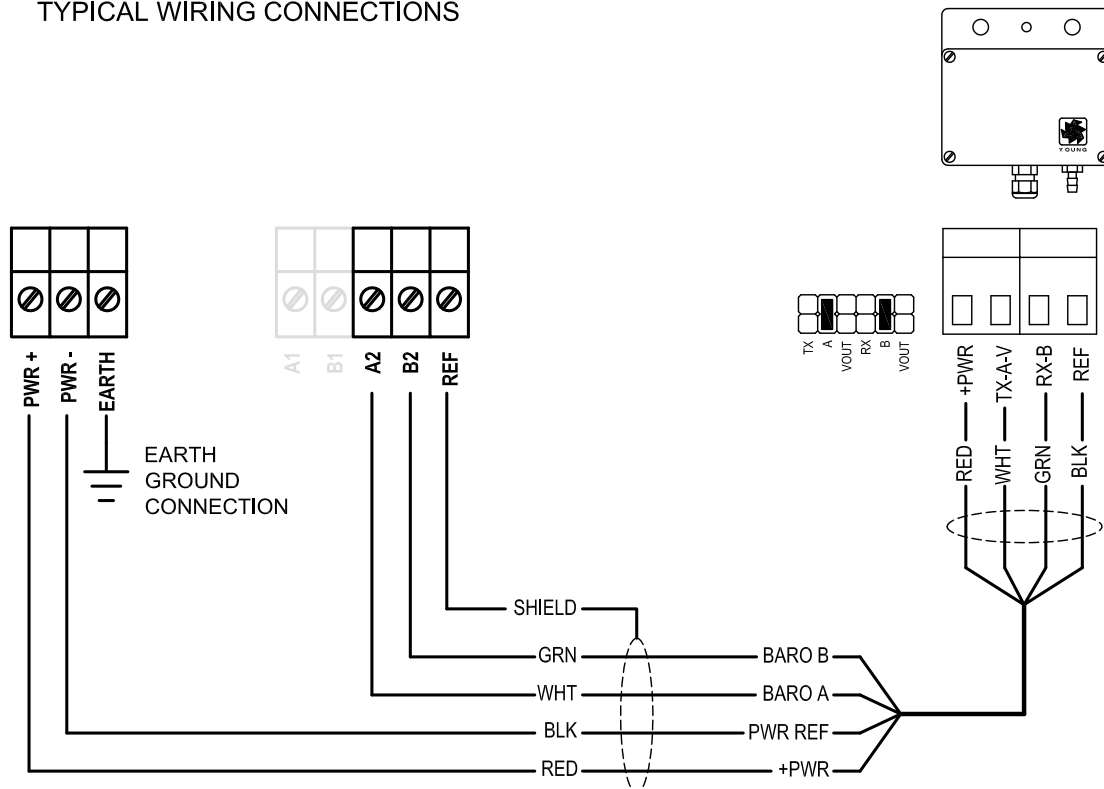 TYPICAL WIRING CONNECTIONS
YOUNG
PWR +
PWR -
EARTH
A1
B1
A2
B2
REF
TX
A
VOUT
RX
B
VOUT
+PWR
TX-A-V
RX-B
REF
EARTH
GROUND
CONNECTION
RED
WHT
GRN
BLK
SHIELD
GRN
BARO B
WHT
BARO A
BLK
PWR REF
RED
+PWR